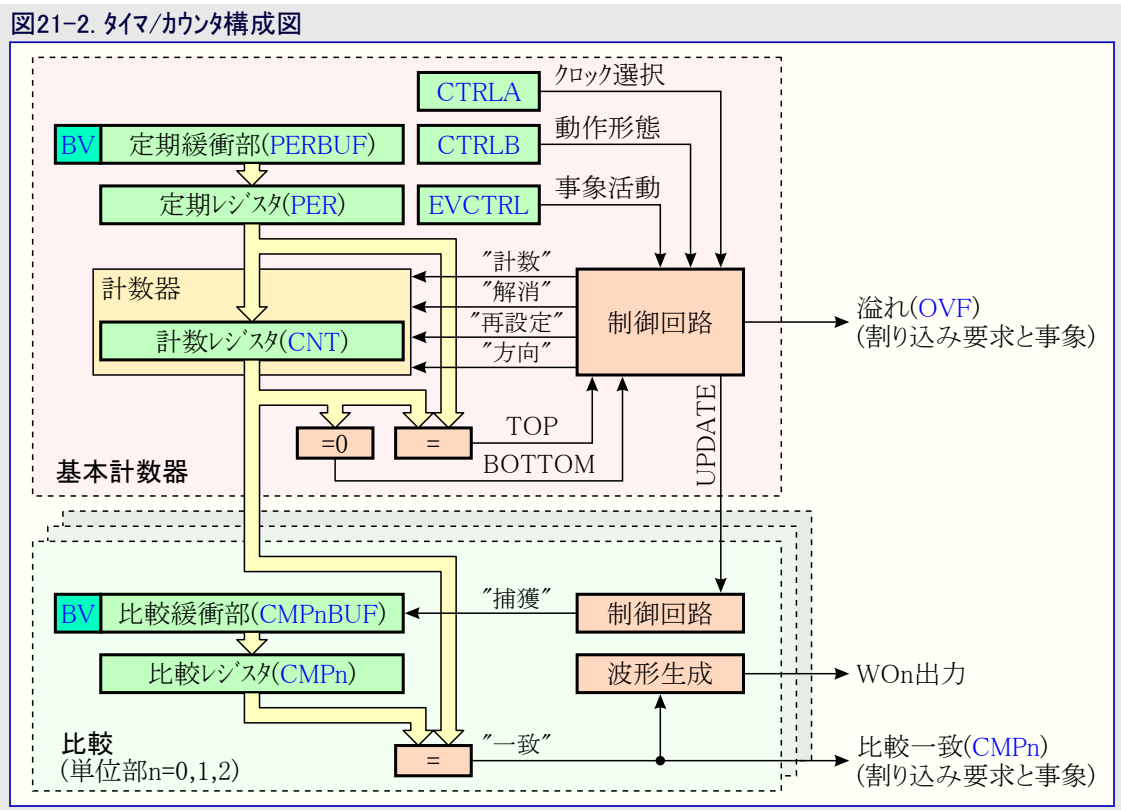 図21-2. タイマ/カウンタ構成図
CTRLA
クロック選択
BV
定期緩衝部(PERBUF)
CTRLB
動作形態
定期レジスタ(PER)
EVCTRL
事象活動
計数器
"計数"
"解消"
"再設定"
"方向"
計数レジスタ(CNT)
制御回路
溢れ(OVF)
(割り込み要求と事象)
=0
=
TOP
BOTTOM
UPDATE
基本計数器
BV
比較緩衝部(CMPnBUF)
"捕獲"
制御回路
比較レジスタ(CMPn)
波形生成
WOn出力
比較
(単位部n=0,1,2)
=
"一致"
比較一致(CMPn)
(割り込み要求と事象)